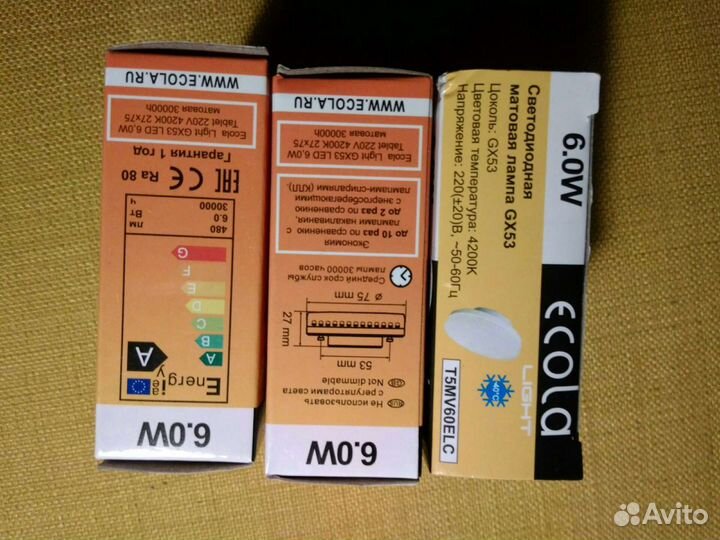 6.0W
Energ
y
A
A
B
C
D
E
F
G
480 лм
6.0 Вт
30000 ч
EAC CE Ra 80
Гарантия 1 год
Ecola Light GX53 LED 6,0W
Tablet 220V 4200K 27x75
матовая 30000h
WWW.ECOLA.RU
6.0W
Не использовать
с регуляторами света
Not dimmable
53 mm
27 mm
ø 75 mm
Средний срок службы
лампы 30000 часов
Экономия
до 10 раз по сравнению с
лампами накаливания,
до 2 раз по сравнению
с энергосберегающими
лампами-спиралями (КЛЛ).
Ecola Light GX53 LED 6,0W
Tablet 220V 4200K 27x75
матовая 30000h
WWW.ECOLA.RU
6.0W
Светодиодная
матовая лампа GX53
Цоколь: GX53
Цветовая температура: 4200K
Напряжение: 220(±20)В, ~50-60Гц
ecola
LIGHT
-40°C
T5MV60ELC
Avito